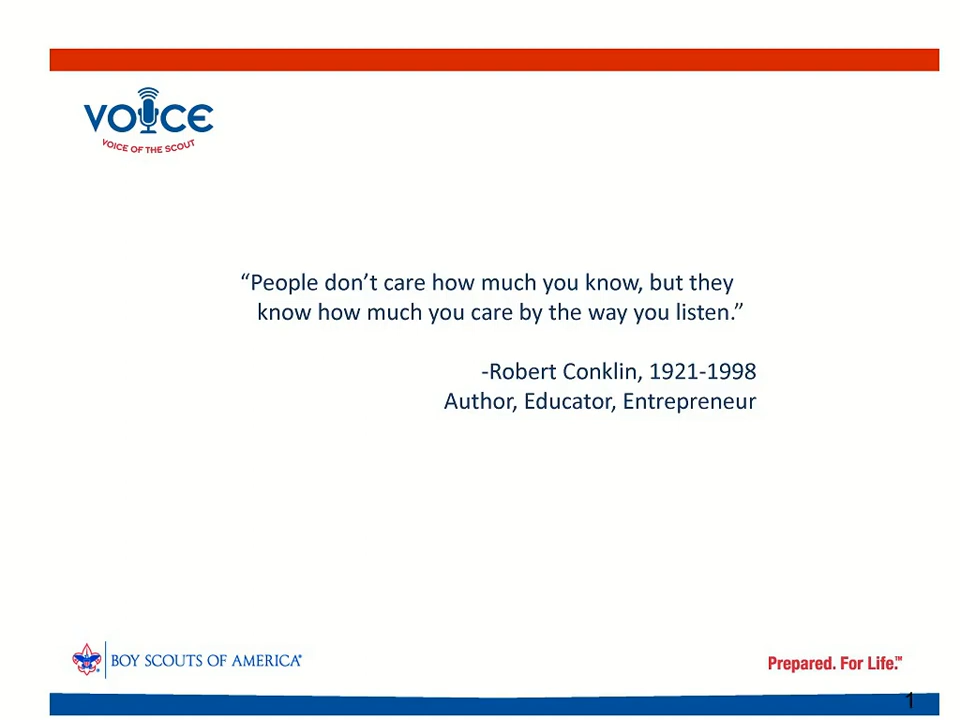 VOICE
VOICE OF THE SCOUT
“People don’t care how much you know, but they
know how much you care by the way you listen.”
-Robert Conklin, 1921-1998
Author, Educator, Entrepreneur
BOY SCOUTS OF AMERICA®
Prepared. For Life.™
1